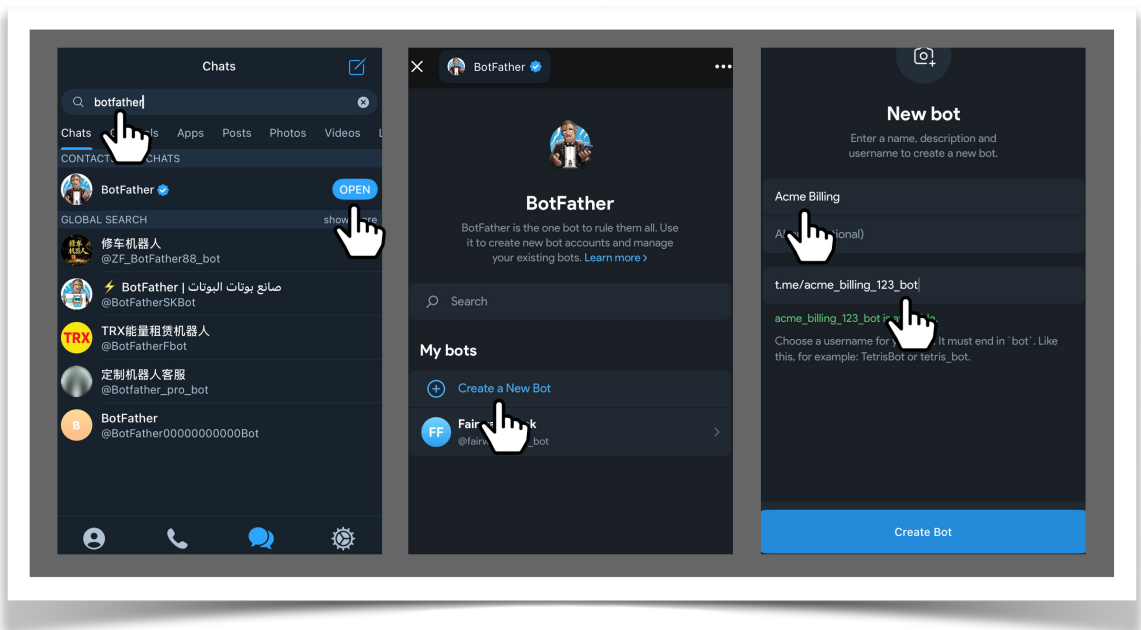 Chats
botfather
Chats
Apps
Posts
Photos
Videos
CHATS
BotFather
OPEN
GLOBAL SEARCH
修车机器人
@ZF_BotFather88_bot
⚡ BotFather | صانع بوتات البوتات
@BotFatherSKBot
TRX
TRX能量租赁机器人
@BotFatherFbot
定制机器人客服
@Botfather_pro_bot
B
BotFather
@BotFather00000000000Bot
BotFather
BotFather
BotFather is the one bot to rule them all. Use
it to create new bot accounts and manage
your existing bots. Learn more ›
Search
My bots
Create a New Bot
FF
New bot
Enter a name, description and
username to create a new bot.
Acme Billing
t.me/acme_billing_123_bot
acme_billing_123_bot is
Choose a username for It must end in `bot`. Like
this, for example: TetrisBot or tetris_bot.
Create Bot